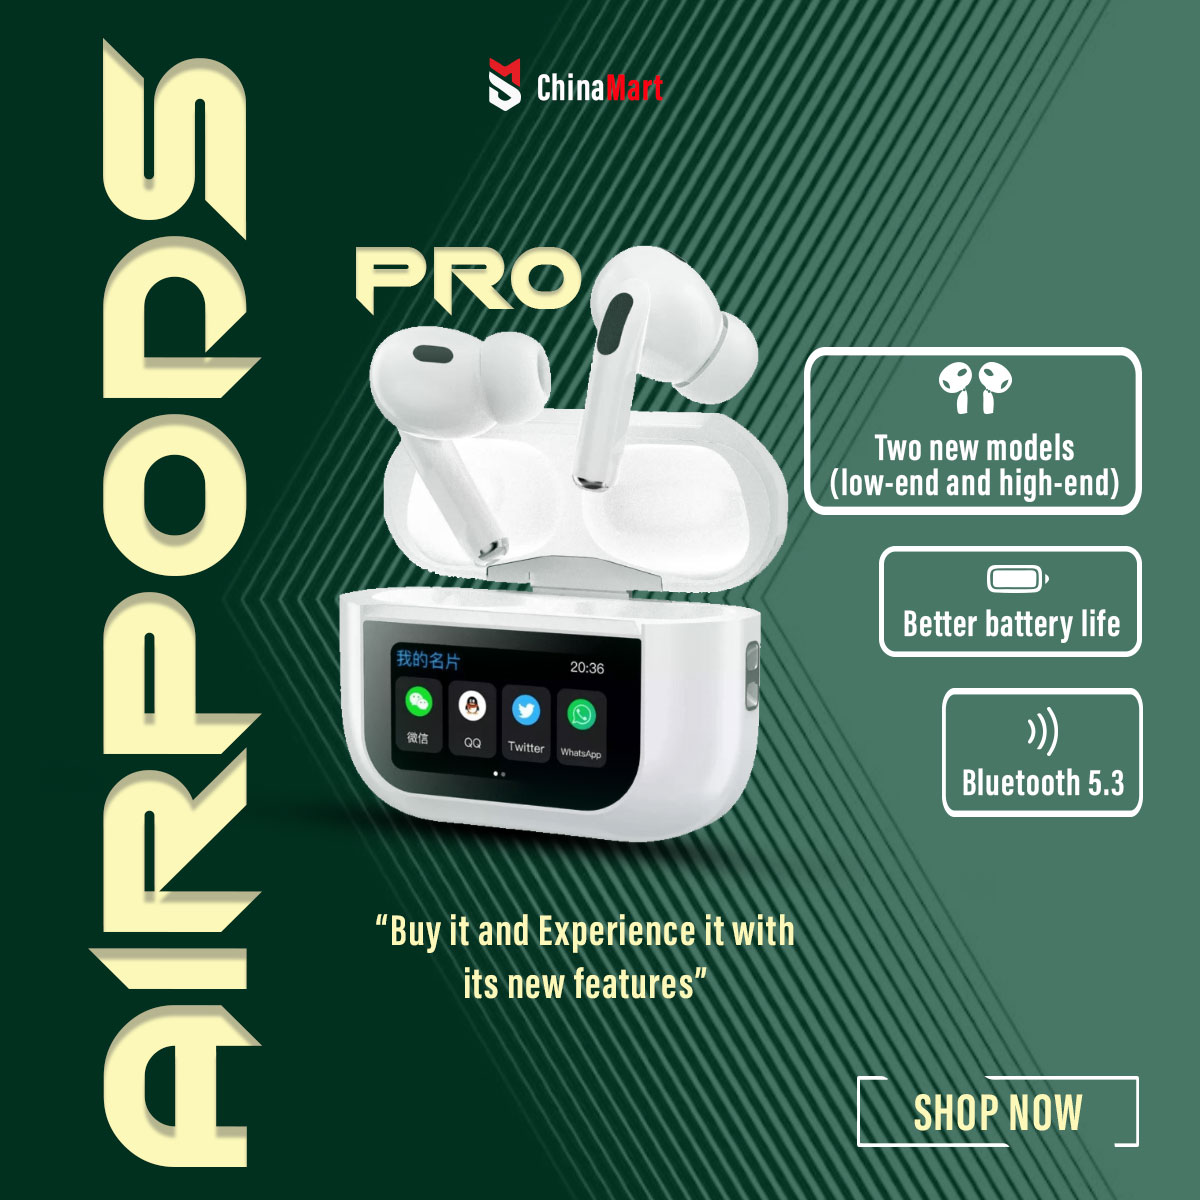 ChinaMart
AIRPODS
PRO
Two new models
(low-end and high-end)
Better battery life
Bluetooth 5.3
我的名片
20:36
微信
QQ
Twitter
WhatsApp
“Buy it and Experience it with
its new features”
SHOP NOW